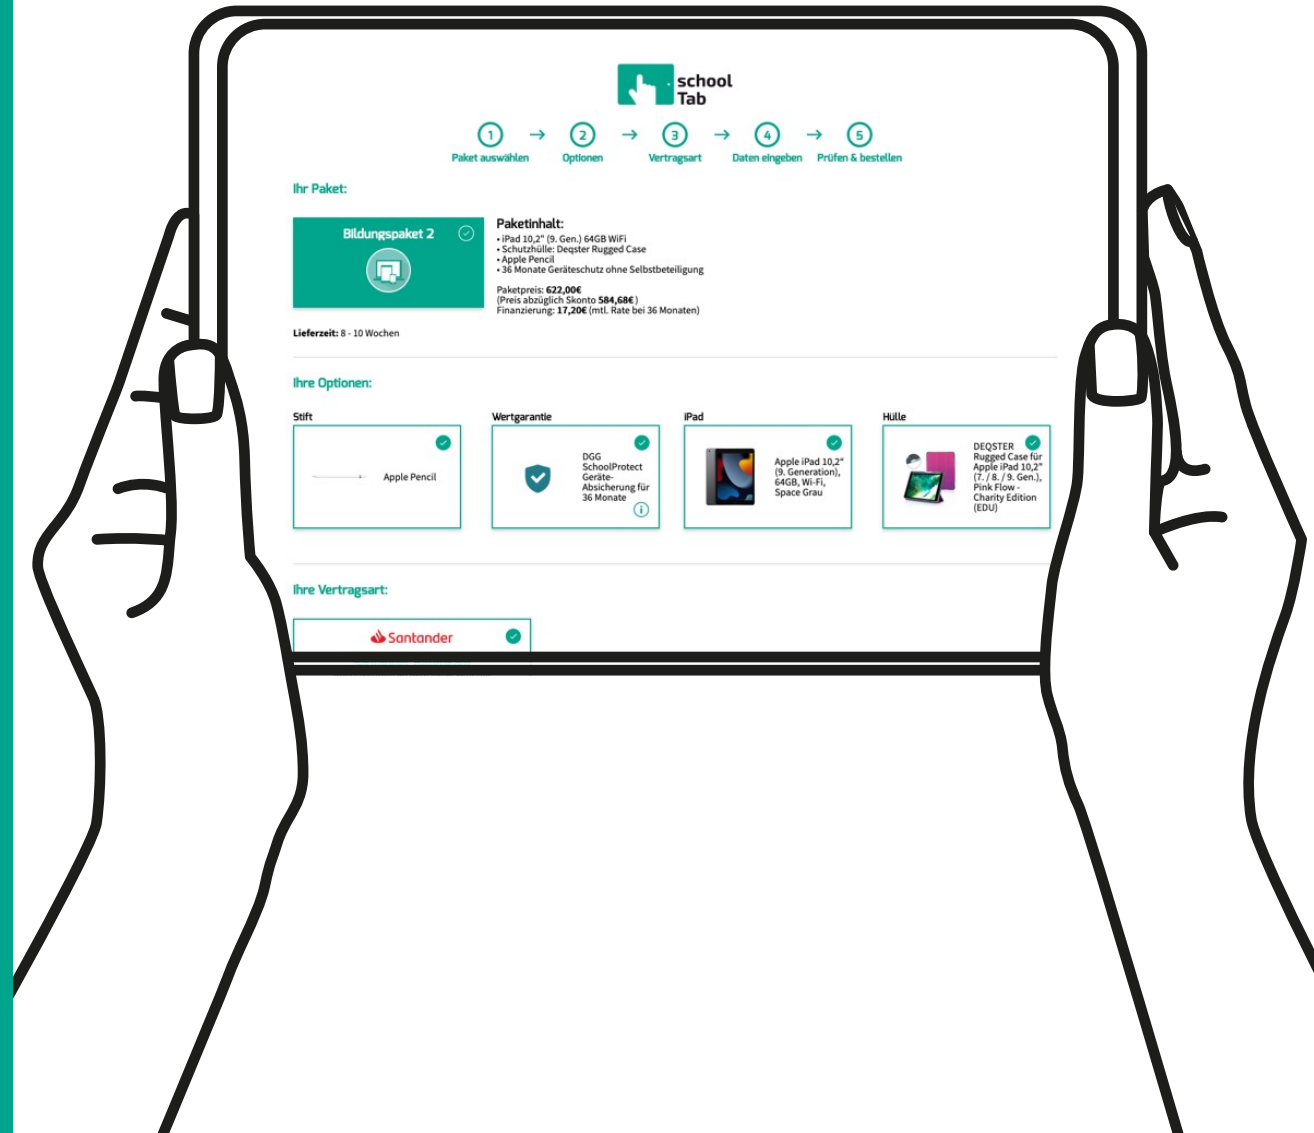 school
Tab
1 → 2 → 3 → 4 → 5
Paket auswählen Optionen Vertragsart Daten eingeben Prüfen & bestellen
Ihr Paket:
Bildungspaket 2
Paketinhalt:
• iPad 10,2" (9. Gen.) 64GB WiFi
• Schutzhülle: Deqster Rugged Case
• Apple Pencil
• 36 Monate Geräteschutz ohne Selbstbeteiligung
Paketpreis: 622,00€
(Preis abzüglich Skonto 584,68€ )
Finanzierung: 17,20€ (mtl. Rate bei 36 Monaten)
Lieferzeit: 8 - 10 Wochen
Ihre Optionen:
Stift
Apple Pencil
Wertgarantie
DGG
SchoolProtect
Geräte-
Absicherung für
36 Monate
iPad
Apple iPad 10,2"
(9. Generation),
64GB, Wi-Fi,
Space Grau
Hülle
DEQSTER
Rugged Case für
Apple iPad 10,2"
(7. / 8. / 9. Gen.),
Pink Flow -
Charity Edition
(EDU)
Ihre Vertragsart:
Santander